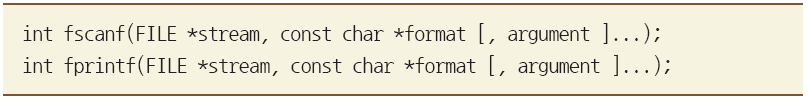 int fscanf(FILE *stream, const char *format [, argument ]...);
int fprintf(FILE *stream, const char *format [, argument ]...);